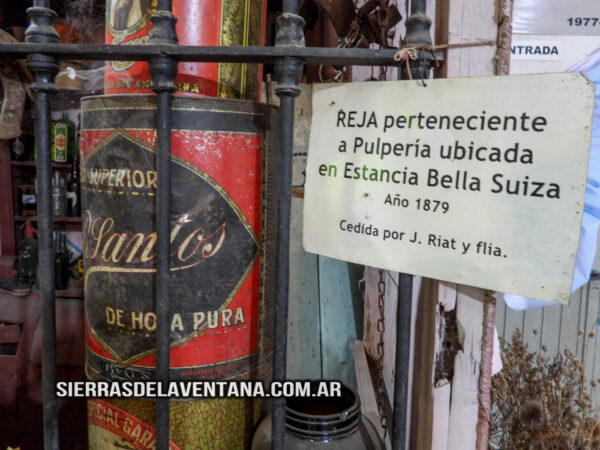 1977-
ENTRADA
REJA perteneciente
a Pulpería ubicada
en Estancia Bella Suiza
Año 1879
Cedida por J. Riat y flia.
SUPERIOR
Santos
DE HOJA PURA
SIERRASDELAVENTANA.COM.AR